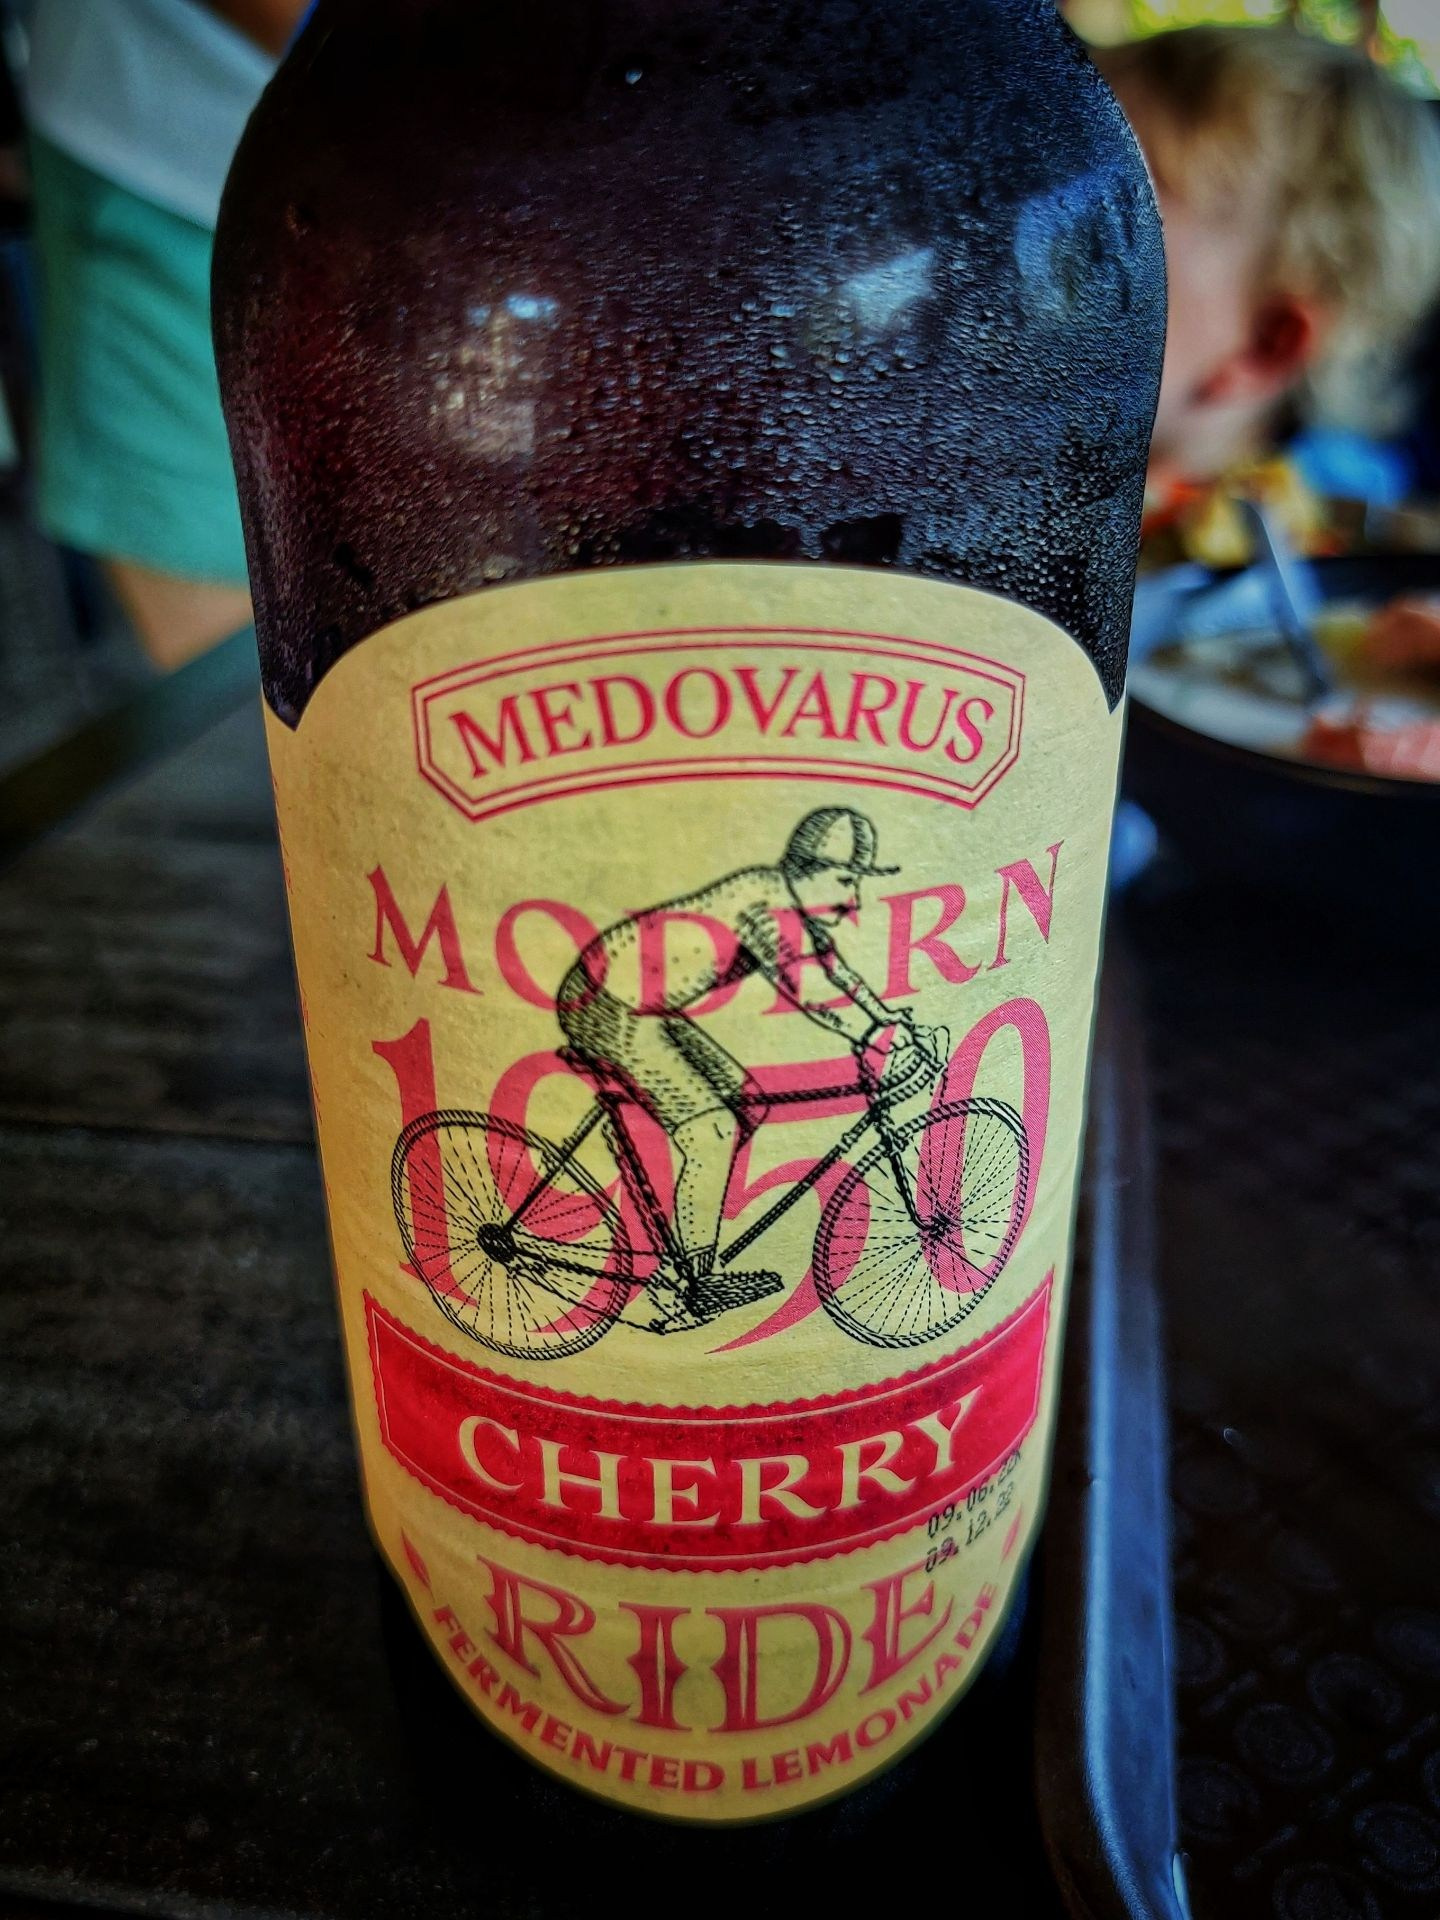 MEDOVARUS
MODERN
1950
CHERRY
09.06.22
09.12.22
RIDE
FERMENTED LEMONADE